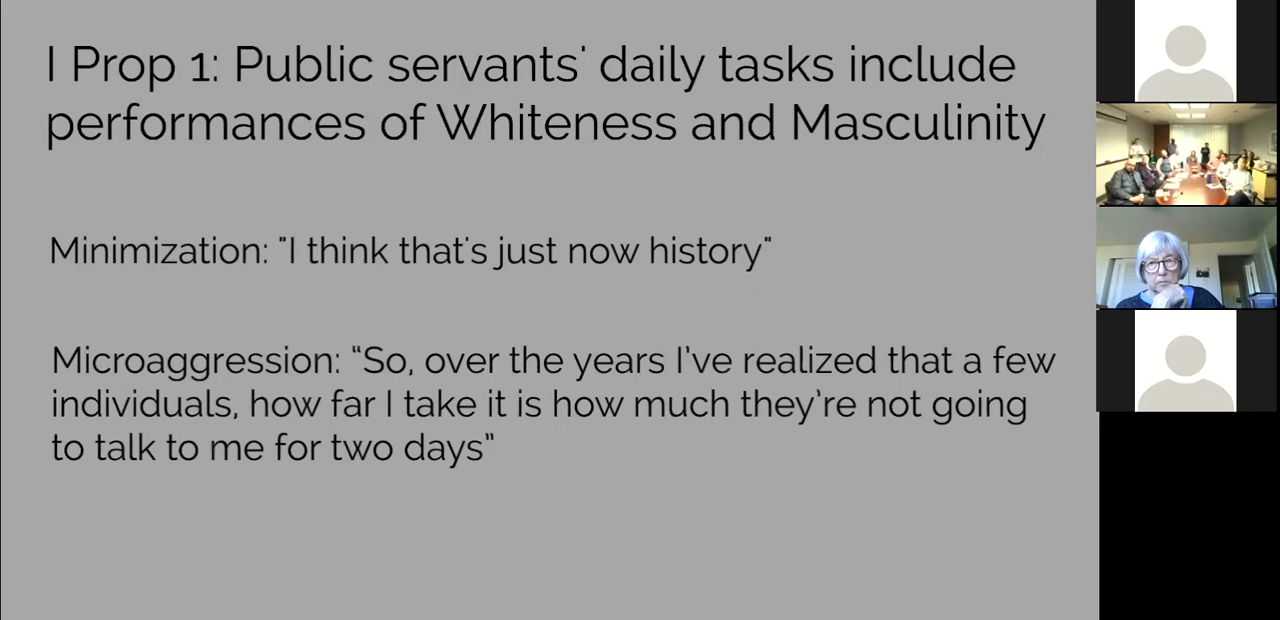 I Prop 1: Public servants' daily tasks include
performances of Whiteness and Masculinity
Minimization: "I think that's just now history"
Microaggression: “So, over the years I’ve realized that a few
individuals, how far I take it is how much they’re not going
to talk to me for two days”